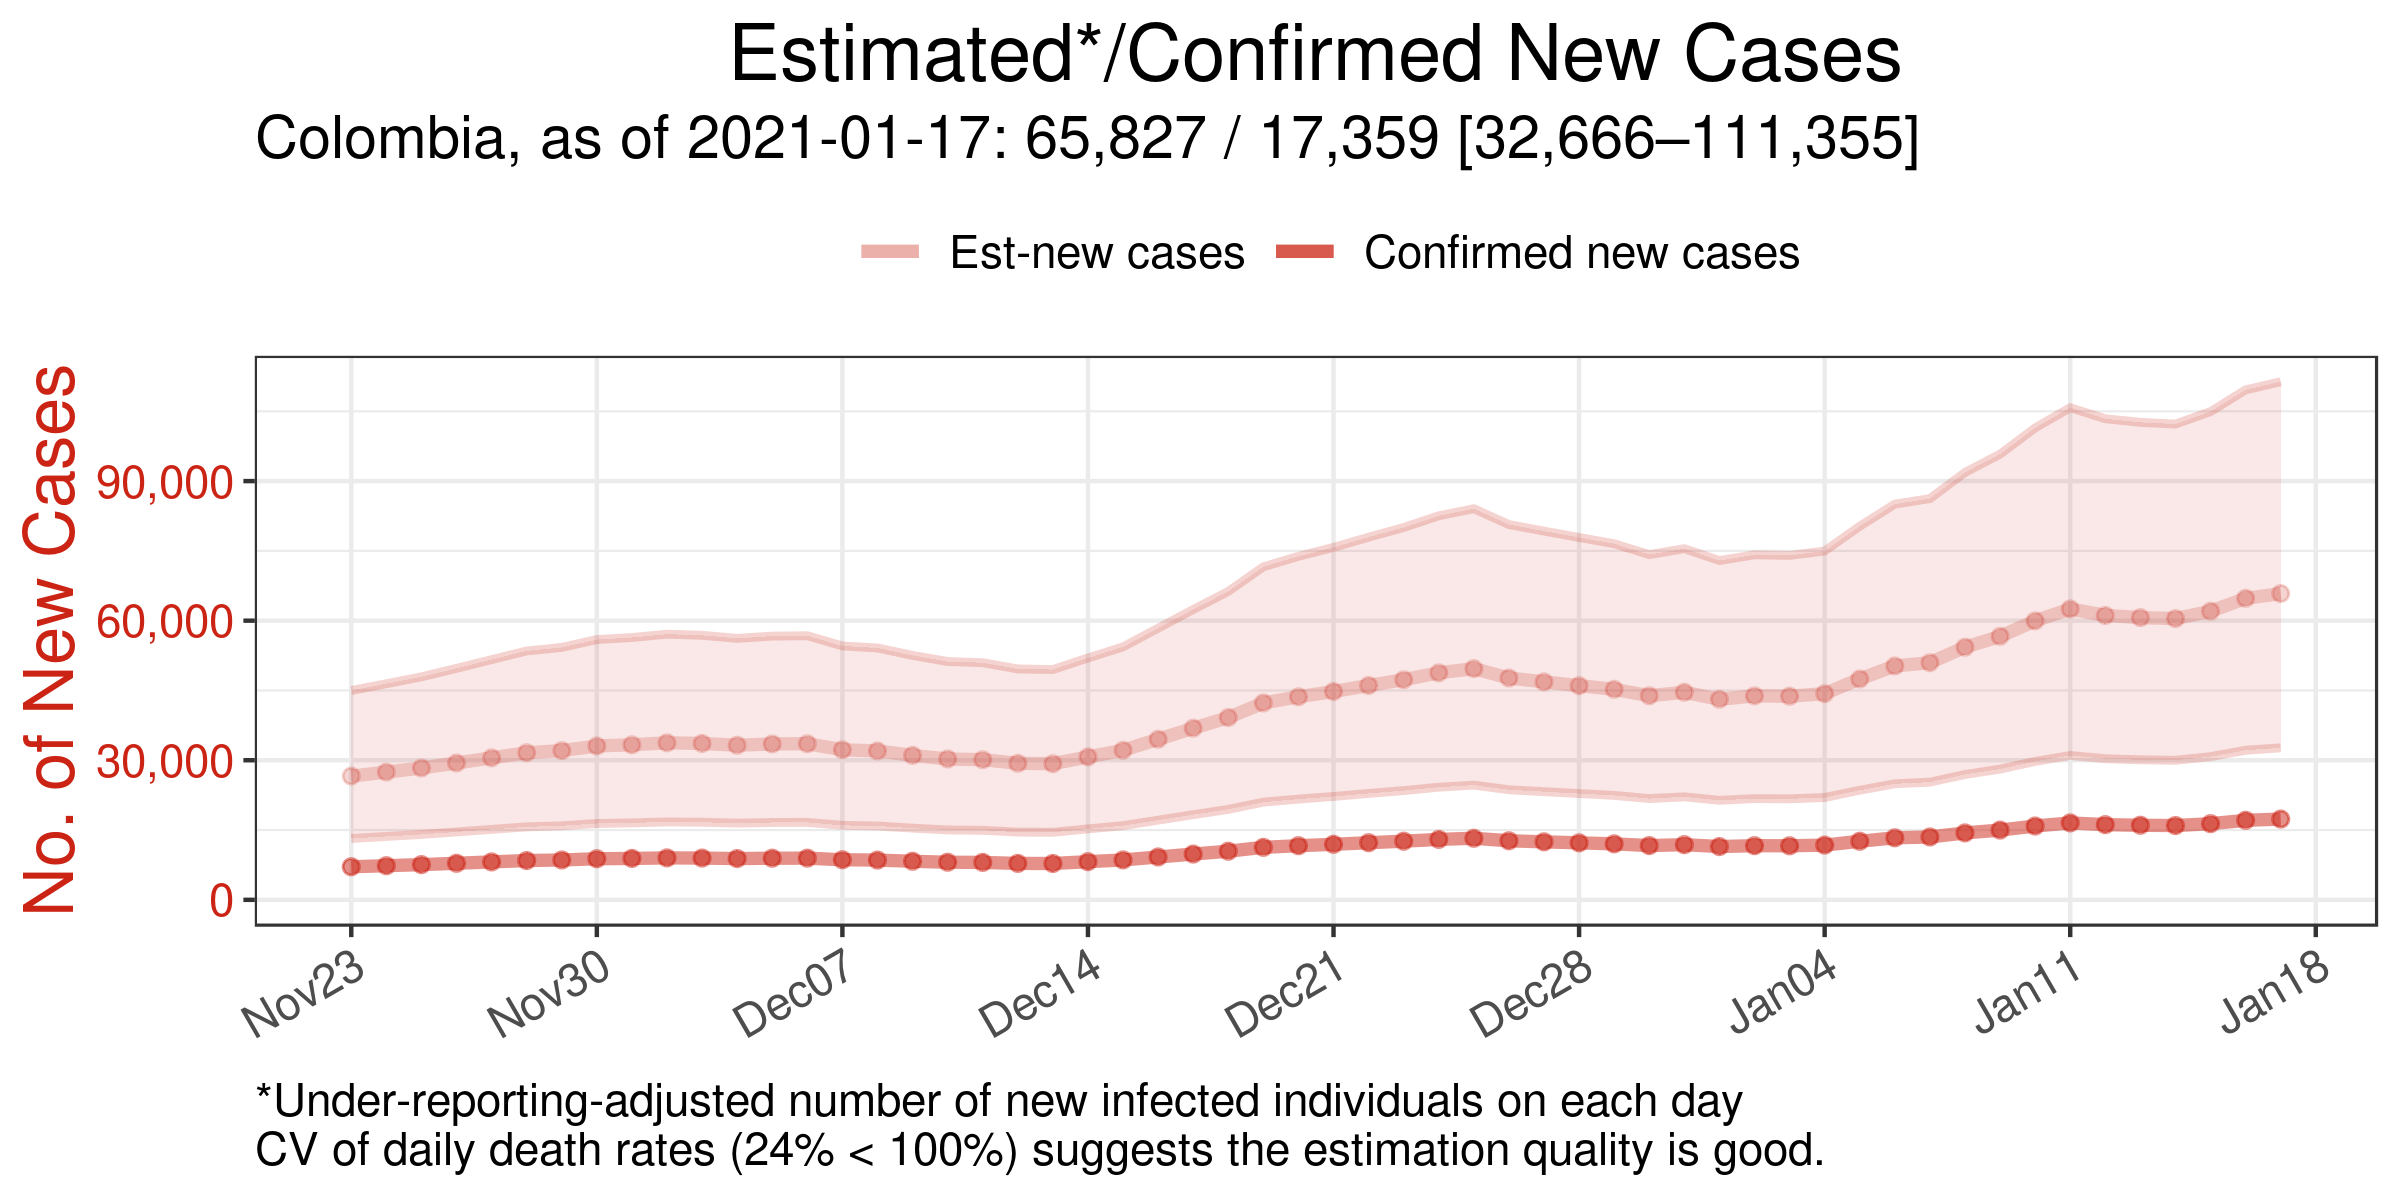 Estimated*/Confirmed New Cases
Colombia, as of 2021-01-17: 65,827 / 17,359 [32,666–111,355]
Est-new cases Confirmed new cases
No. of New Cases
90,000
60,000
30,000
0
Nov23 Nov30 Dec07 Dec14 Dec21 Dec28 Jan04 Jan11 Jan18
*Under-reporting-adjusted number of new infected individuals on each day
CV of daily death rates (24% < 100%) suggests the estimation quality is good.